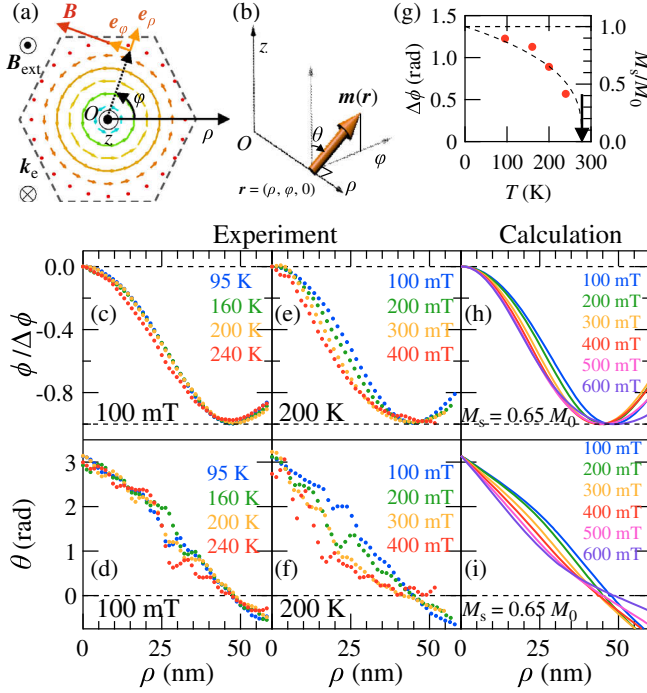 (a)
B
e_φ
e_ρ
B_ext
φ
O
z
ρ
k_e
(b)
z
m(r)
θ
O
φ
ρ
r = (ρ, φ, 0)
(g)
1.5
1.0
0.5
0.0
Δϕ (rad)
1.0
0.5
0.0
M_s/M_0
0 100 200 300
T (K)
Experiment
Calculation
0.0
-0.4
-0.8
ϕ/Δϕ
(c)
95 K
160 K
200 K
240 K
100 mT
(e)
100 mT
200 mT
300 mT
400 mT
200 K
(h)
100 mT
200 mT
300 mT
400 mT
500 mT
600 mT
M_s = 0.65 M_0
3
2
1
0
θ (rad)
(d)
95 K
160 K
200 K
240 K
100 mT
(f)
100 mT
200 mT
300 mT
400 mT
200 K
(i)
100 mT
200 mT
300 mT
400 mT
500 mT
600 mT
M_s = 0.65 M_0
0 50
0 50
0 50
ρ (nm)
ρ (nm)
ρ (nm)